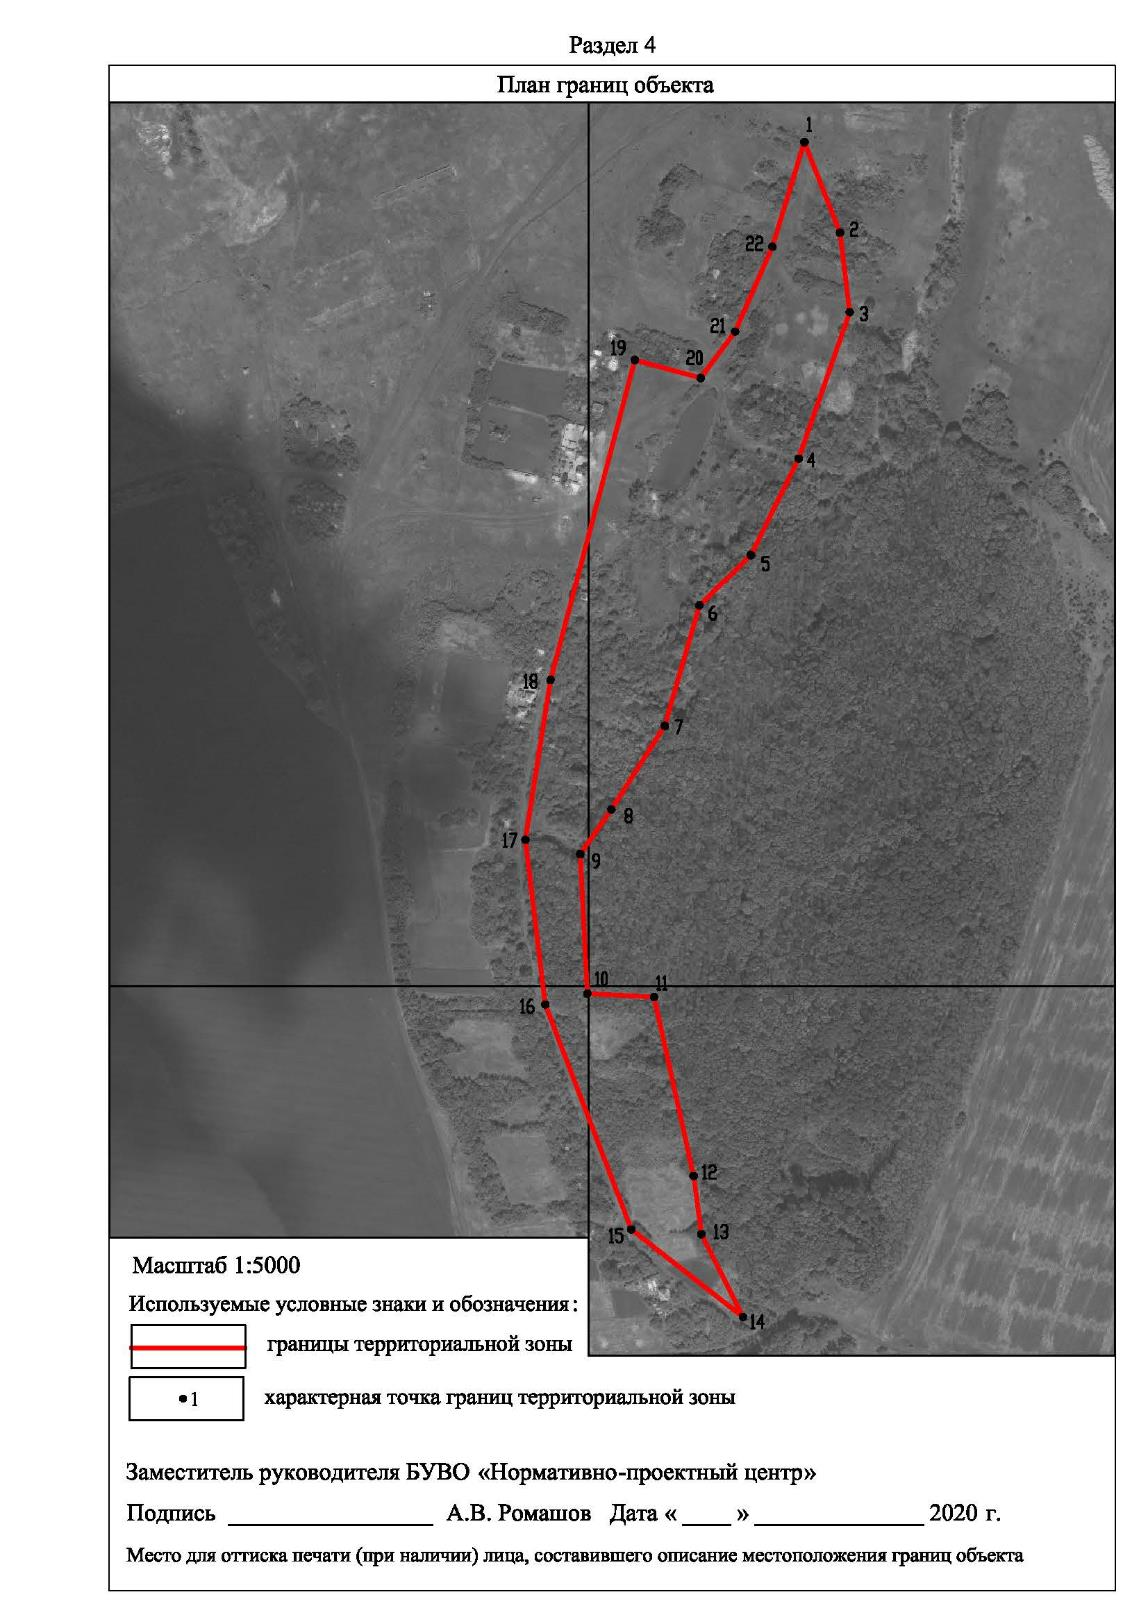 Раздел 4
План границ объекта
1
2
22
3
21
19
20
4
5
6
18
7
8
17
9
10
11
16
12
15
13
14
Масштаб 1:5000
Используемые условные знаки и обозначения:
границы территориальной зоны
1 характерная точка границ территориальной зоны
Заместитель руководителя БУВО «Нормативно-проектный центр»
Подпись _________________ А.В. Ромашов Дата « ____ » ______________ 2020 г.
Место для оттиска печати (при наличии) лица, составившего описание местоположения границ объекта